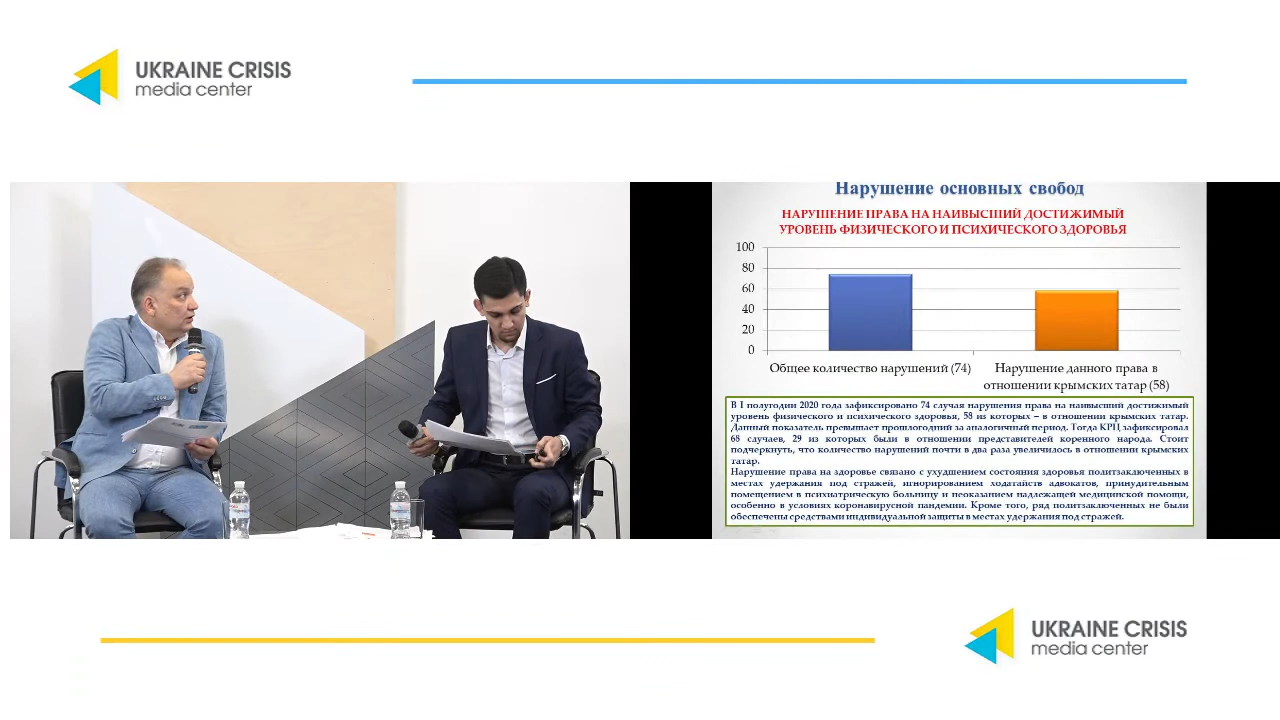 UKRAINE CRISIS
media center
Нарушение основных свобод
НАРУШЕНИЕ ПРАВА НА НАИВЫСШИЙ ДОСТИЖИМЫЙ
УРОВЕНЬ ФИЗИЧЕСКОГО И ПСИХИЧЕСКОГО ЗДОРОВЬЯ
100
80
60
40
20
0
Общее количество нарушений (74)
Нарушение данного права в
отношении крымских татар (58)
В I полугодии 2020 года зафиксировано 74 случая нарушения права на наивысший достижимый
уровень физического и психического здоровья, 58 из которых – в отношении крымских татар.
Данный показатель превышает прошлогодний за аналогичный период. Тогда КРЦ зафиксировал
68 случаев, 29 из которых были в отношении представителей коренного народа. Стоит
подчеркнуть, что количество нарушений почти в два раза увеличилось в отношении крымских
татар.
Нарушение права на здоровье связано с ухудшением состояния здоровья политзаключенных в
местах удержания под стражей, игнорированием ходатайств адвокатов, принудительным
помещением в психиатрическую больницу и неоказанием надлежащей медицинской помощи,
особенно в условиях коронавирусной пандемии. Кроме того, ряд политзаключенных не были
обеспечены средствами индивидуальной защиты в местах удержания под стражей.
UKRAINE CRISIS
media center